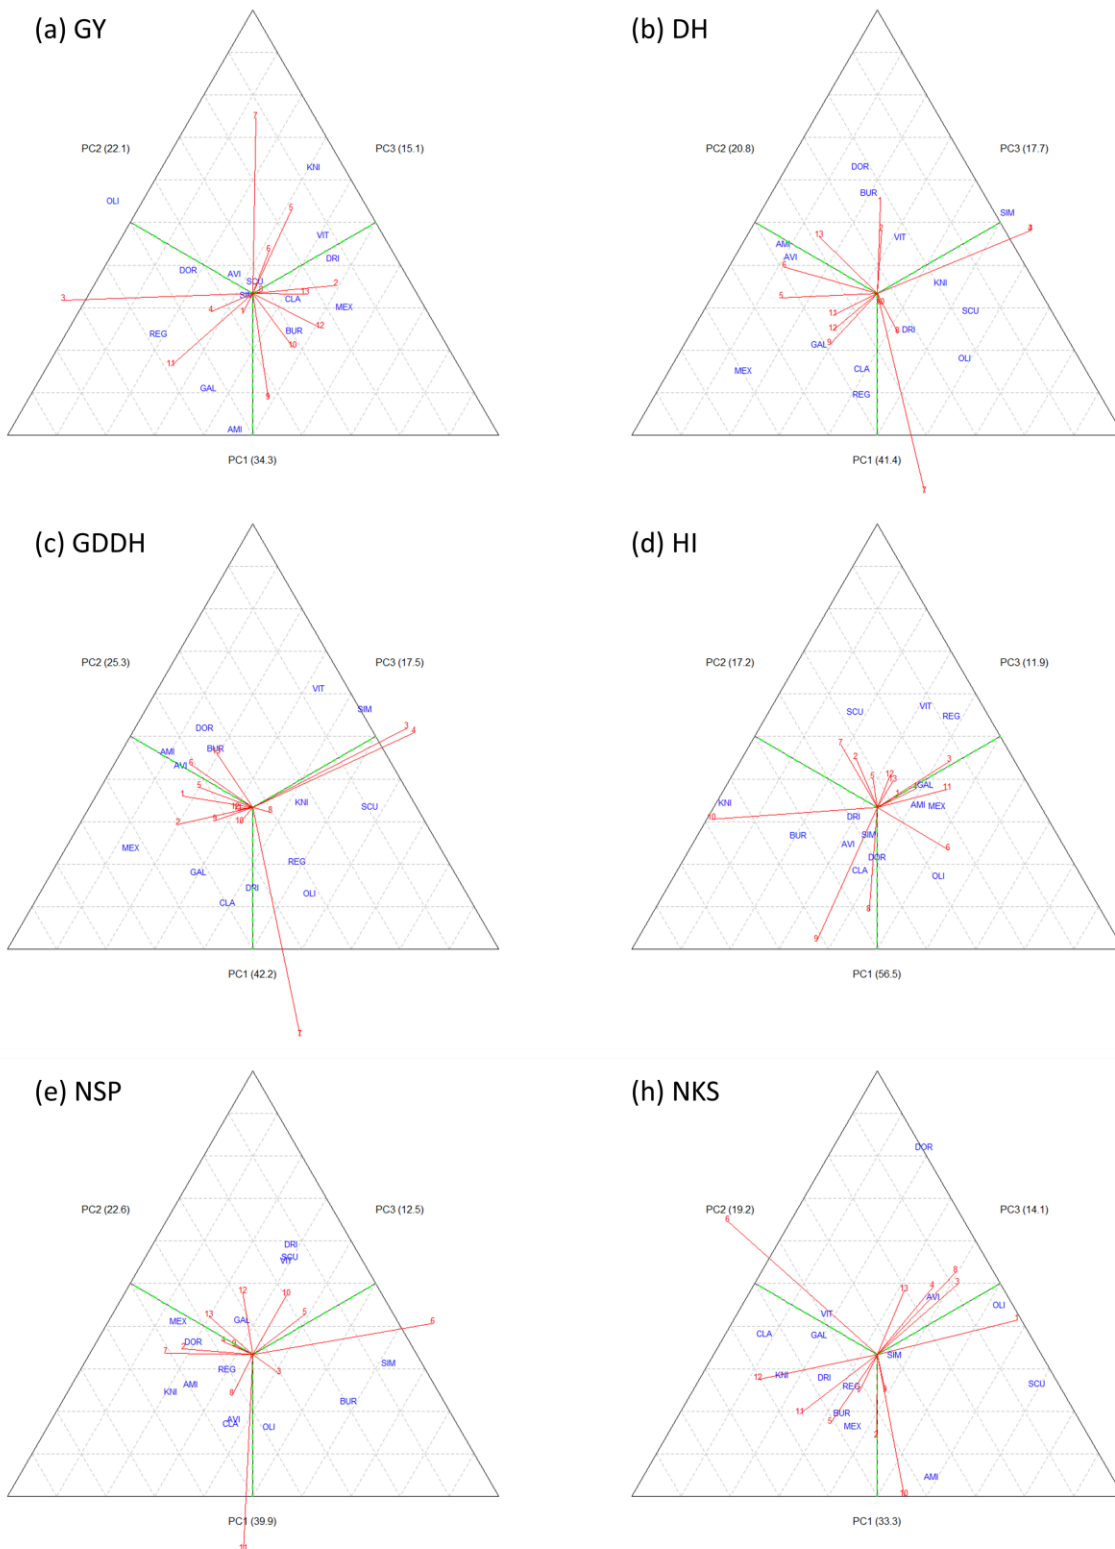 (a) GY
(b) DH
7
KNI
PC2 (22.1)
PC3 (15.1)
OLI
5
VIT
6
DRI
DOR
AVI
SCU
2
13
3
CLA
MEX
4
1
12
REG
BUR
10
11
GAL
9
AMI
PC1 (34.3)
DOR
PC2 (20.8)
PC3 (17.7)
BUR
1
SIM
2
13
VIT
AMI
AVI
6
KNI
5
SCU
11
12
8
DRI
GAL
9
OLI
CLA
MEX
REG
PC1 (41.4)
7
(c) GDDH
(d) HI
PC2 (25.3)
PC3 (17.5)
VIT
SIM
DOR
3
4
AMI
BUR
AVI
6
5
1
KNI
SCU
8
9
10
2
MEX
REG
GAL
DRI
OLI
CLA
PC1 (42.2)
7
PC2 (17.2)
PC3 (11.9)
SCU
VIT
REG
7
2
3
5
12
13
GAL
11
1
KNI
AMI
MEX
10
DRI
BUR
SIM
AVI
6
DOR
CLA
OLI
8
9
PC1 (56.5)
(e) NSP
(h) NKS
PC2 (22.6)
PC3 (12.5)
DRI
SCU
VIT
12
10
13
5
MEX
GAL
6
DOR
4
9
2
7
SIM
REG
3
AMI
KNI
8
BUR
AVI
CLA
OLI
PC1 (39.9)
11
DOR
PC2 (19.2)
PC3 (14.1)
6
8
13
4
3
AVI
OLI
VIT
CLA
GAL
SIM
KNI
12
DRI
SCU
REG
11
BUR
5
MEX
2
AMI
10
PC1 (33.3)